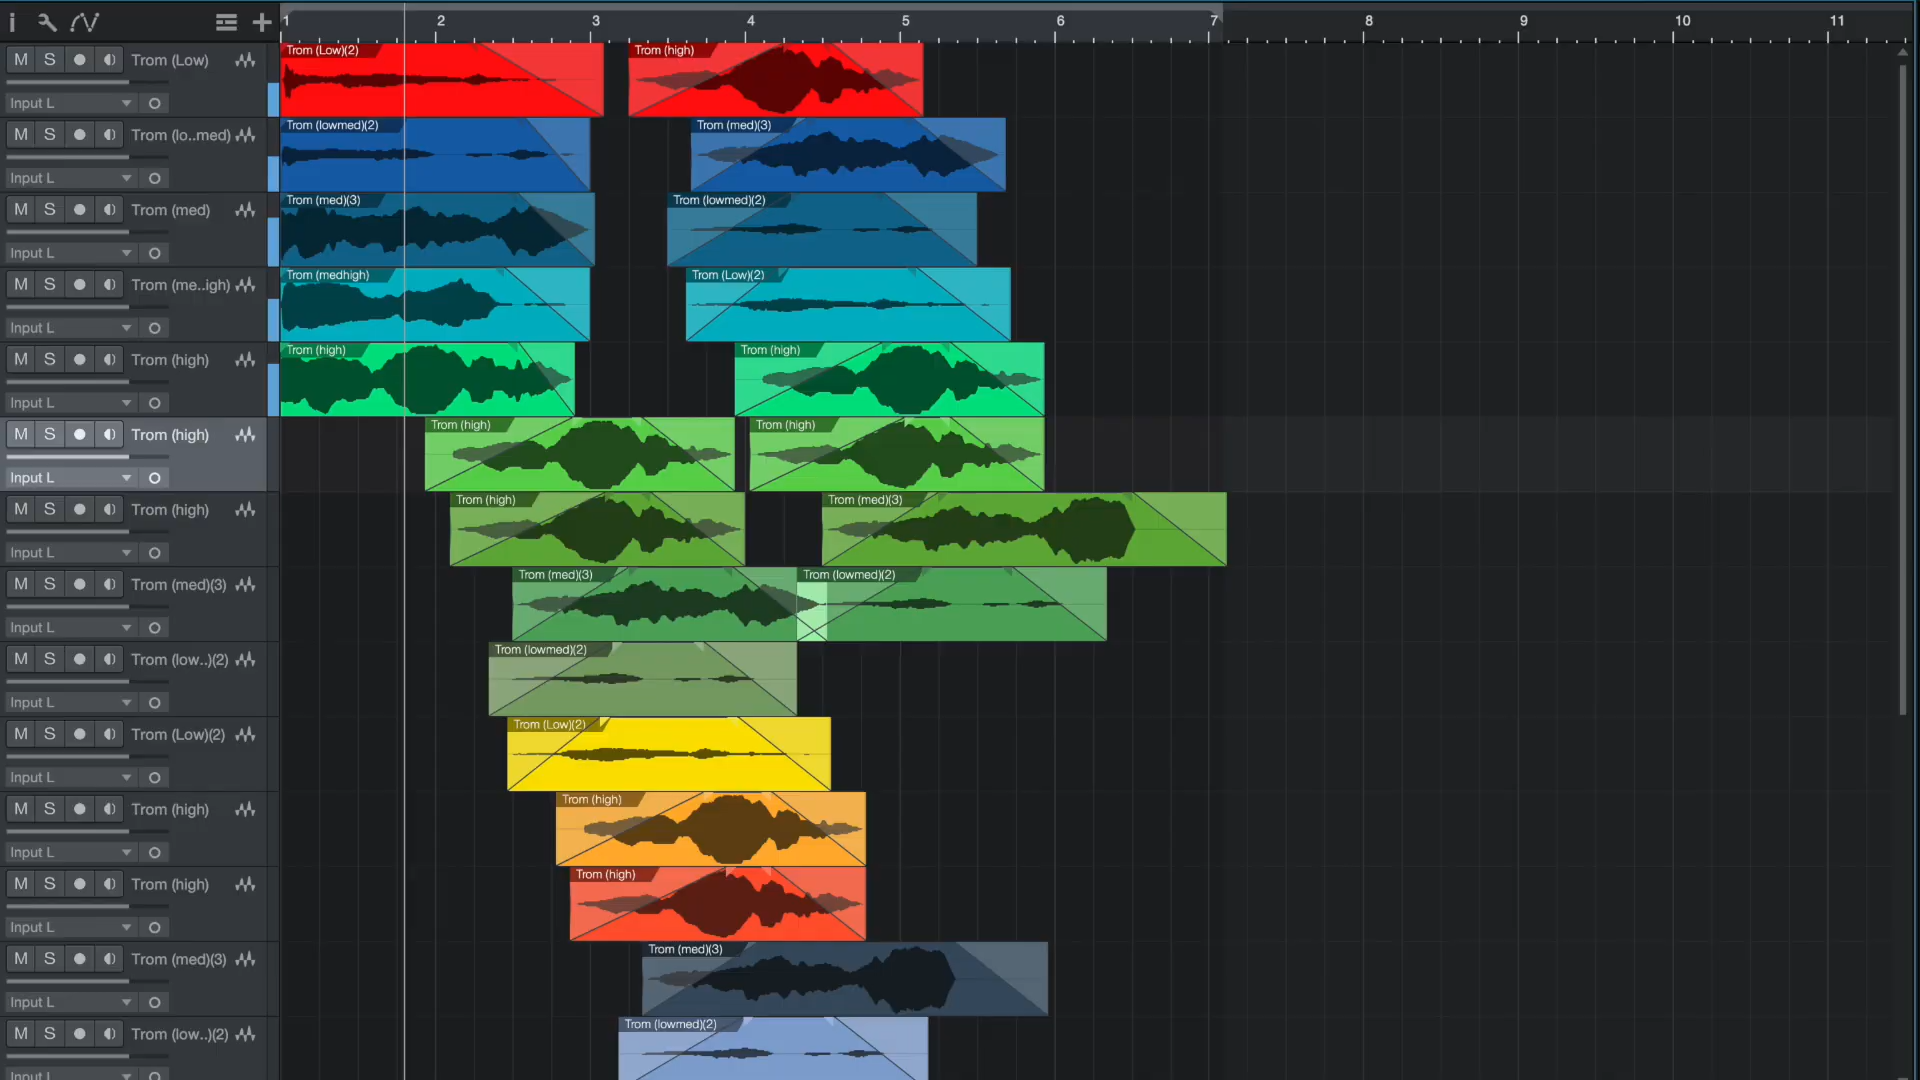 1 2 3 4 5 6 7 8 9 10 11
M S Trom (Low)
Input L
Trom (Low)(2) Trom (high)
M S Trom (lo..med)
Input L
Trom (lowmed)(2) Trom (med)(3)
M S Trom (med)
Input L
Trom (med)(3) Trom (lowmed)(2)
M S Trom (me..igh)
Input L
Trom (medhigh) Trom (Low)(2)
M S Trom (high)
Input L
Trom (high) Trom (high)
M S Trom (high)
Input L
Trom (high) Trom (high)
M S Trom (high)
Input L
Trom (high) Trom (med)(3)
M S Trom (med)(3)
Input L
Trom (med)(3) Trom (lowmed)(2)
M S Trom (low..)(2)
Input L
Trom (lowmed)(2)
M S Trom (Low)(2)
Input L
Trom (Low)(2)
M S Trom (high)
Input L
Trom (high)
M S Trom (high)
Input L
Trom (high)
M S Trom (med)(3)
Input L
Trom (med)(3)
M S Trom (low..)(2)
Input L
Trom (lowmed)(2)